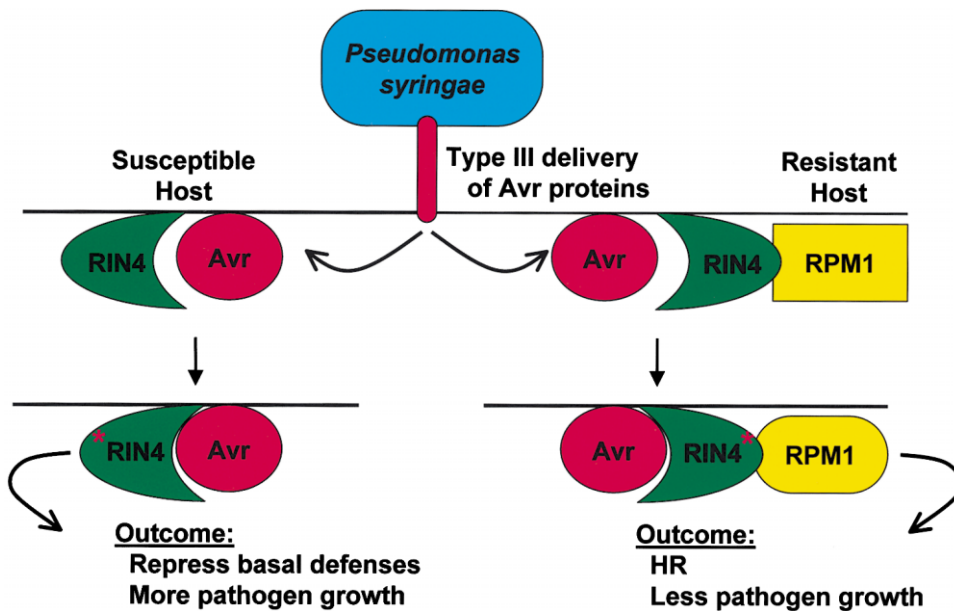 Pseudomonas
syringae
Susceptible
Host
Type III delivery
of Avr proteins
Resistant
Host
RIN4
Avr
Avr
RIN4
RPM1
*RIN4
Avr
Avr
RIN4*
RPM1
Outcome:
Repress basal defenses
More pathogen growth
Outcome:
HR
Less pathogen growth